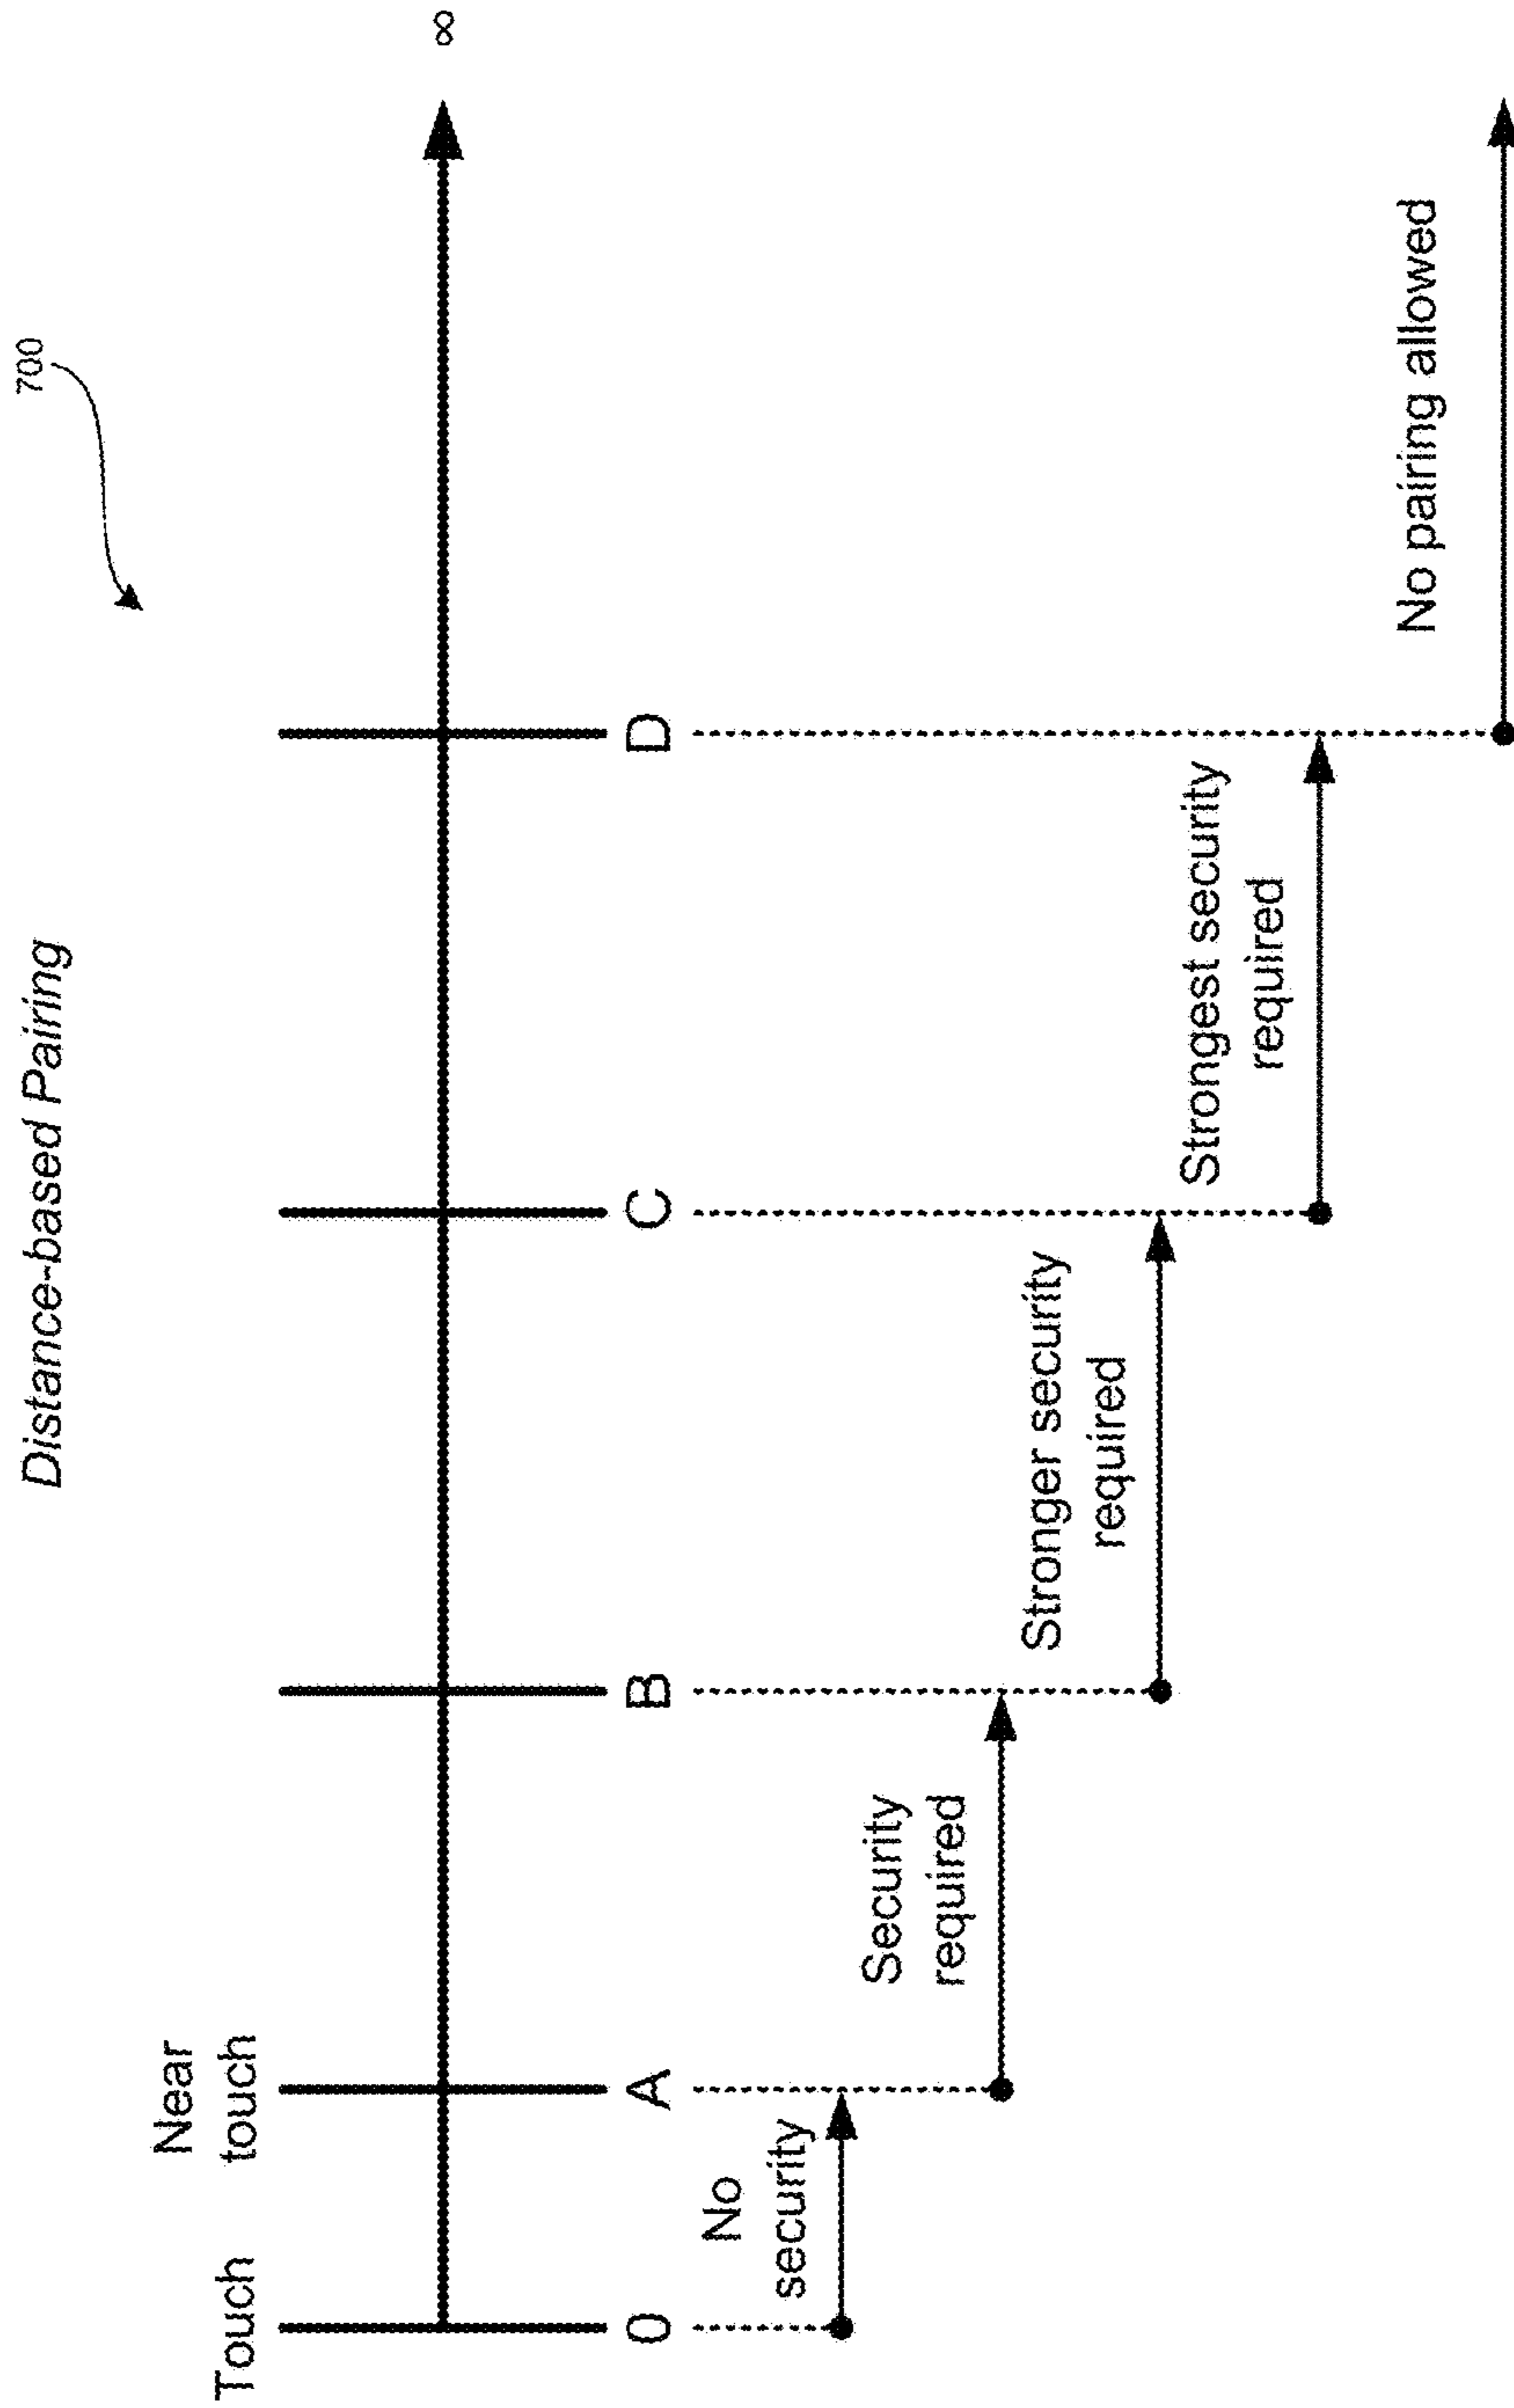 Distance-based Pairing
700
Touch
Near
touch
∞
0
A
B
C
D
No
security
Security
required
Stronger security
required
Strongest security
required
No pairing allowed